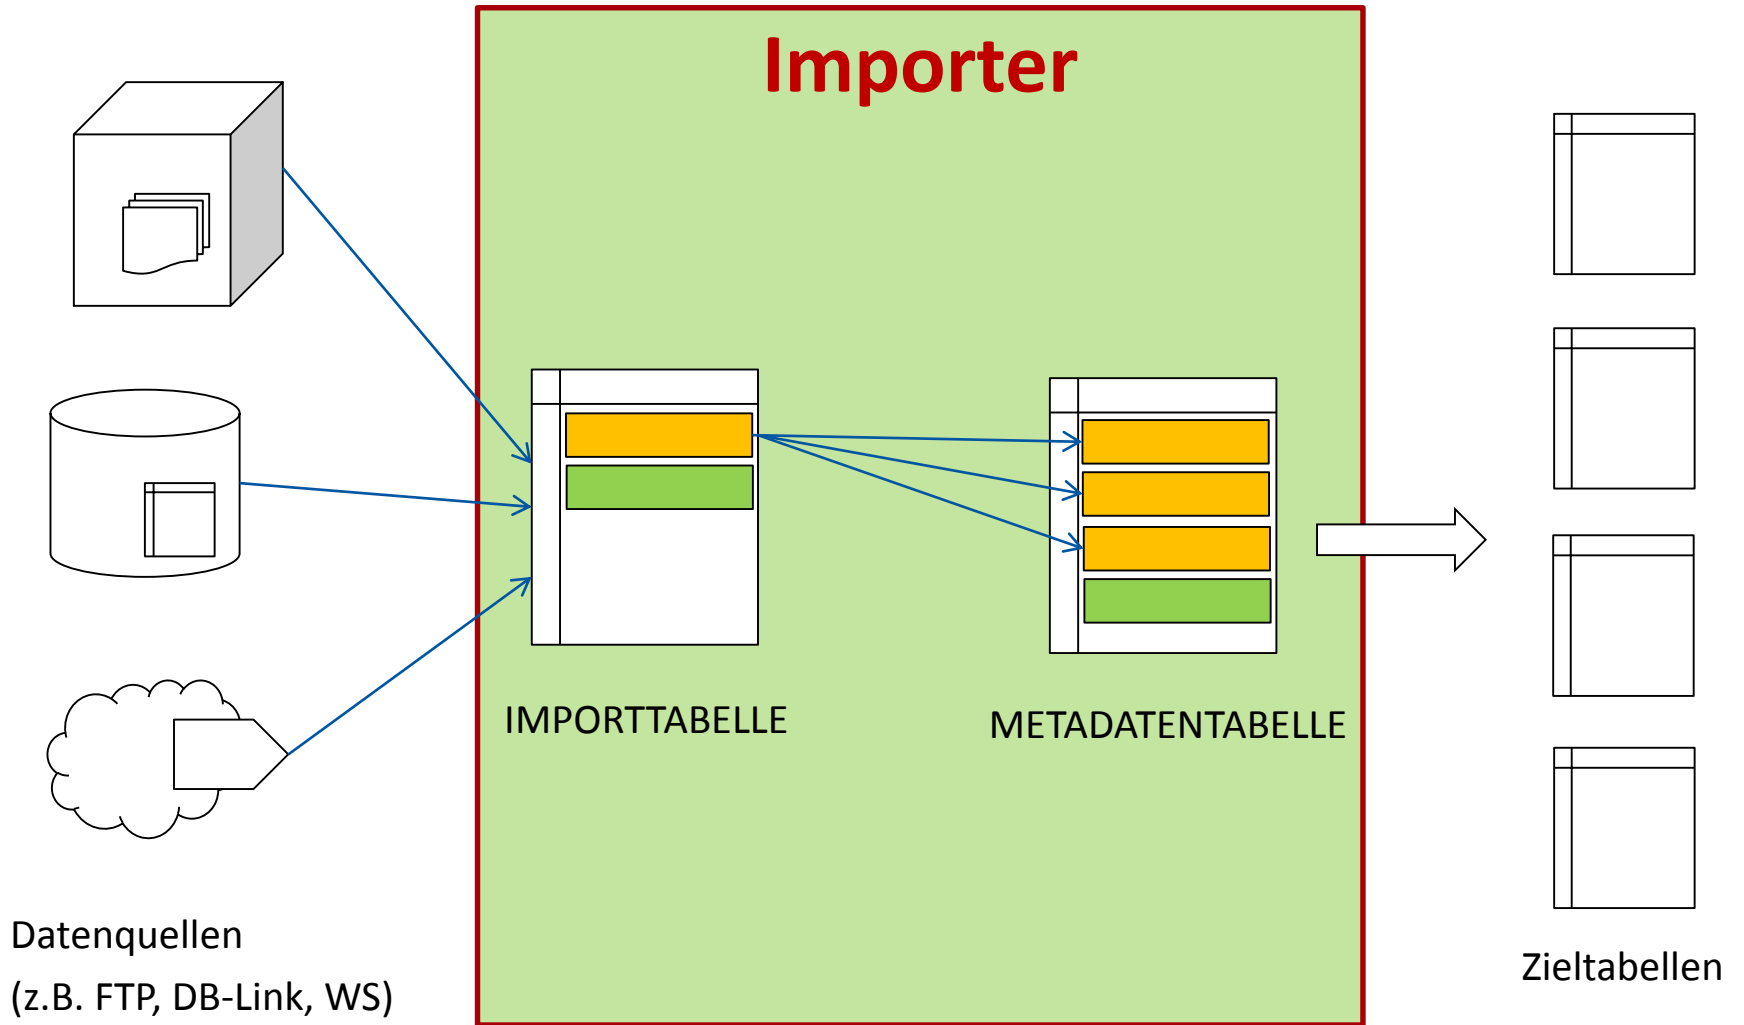 Importer
IMPORTTABELLE
METADATENTABELLE
Datenquellen
(z.B. FTP, DB-Link, WS)
Zieltabellen